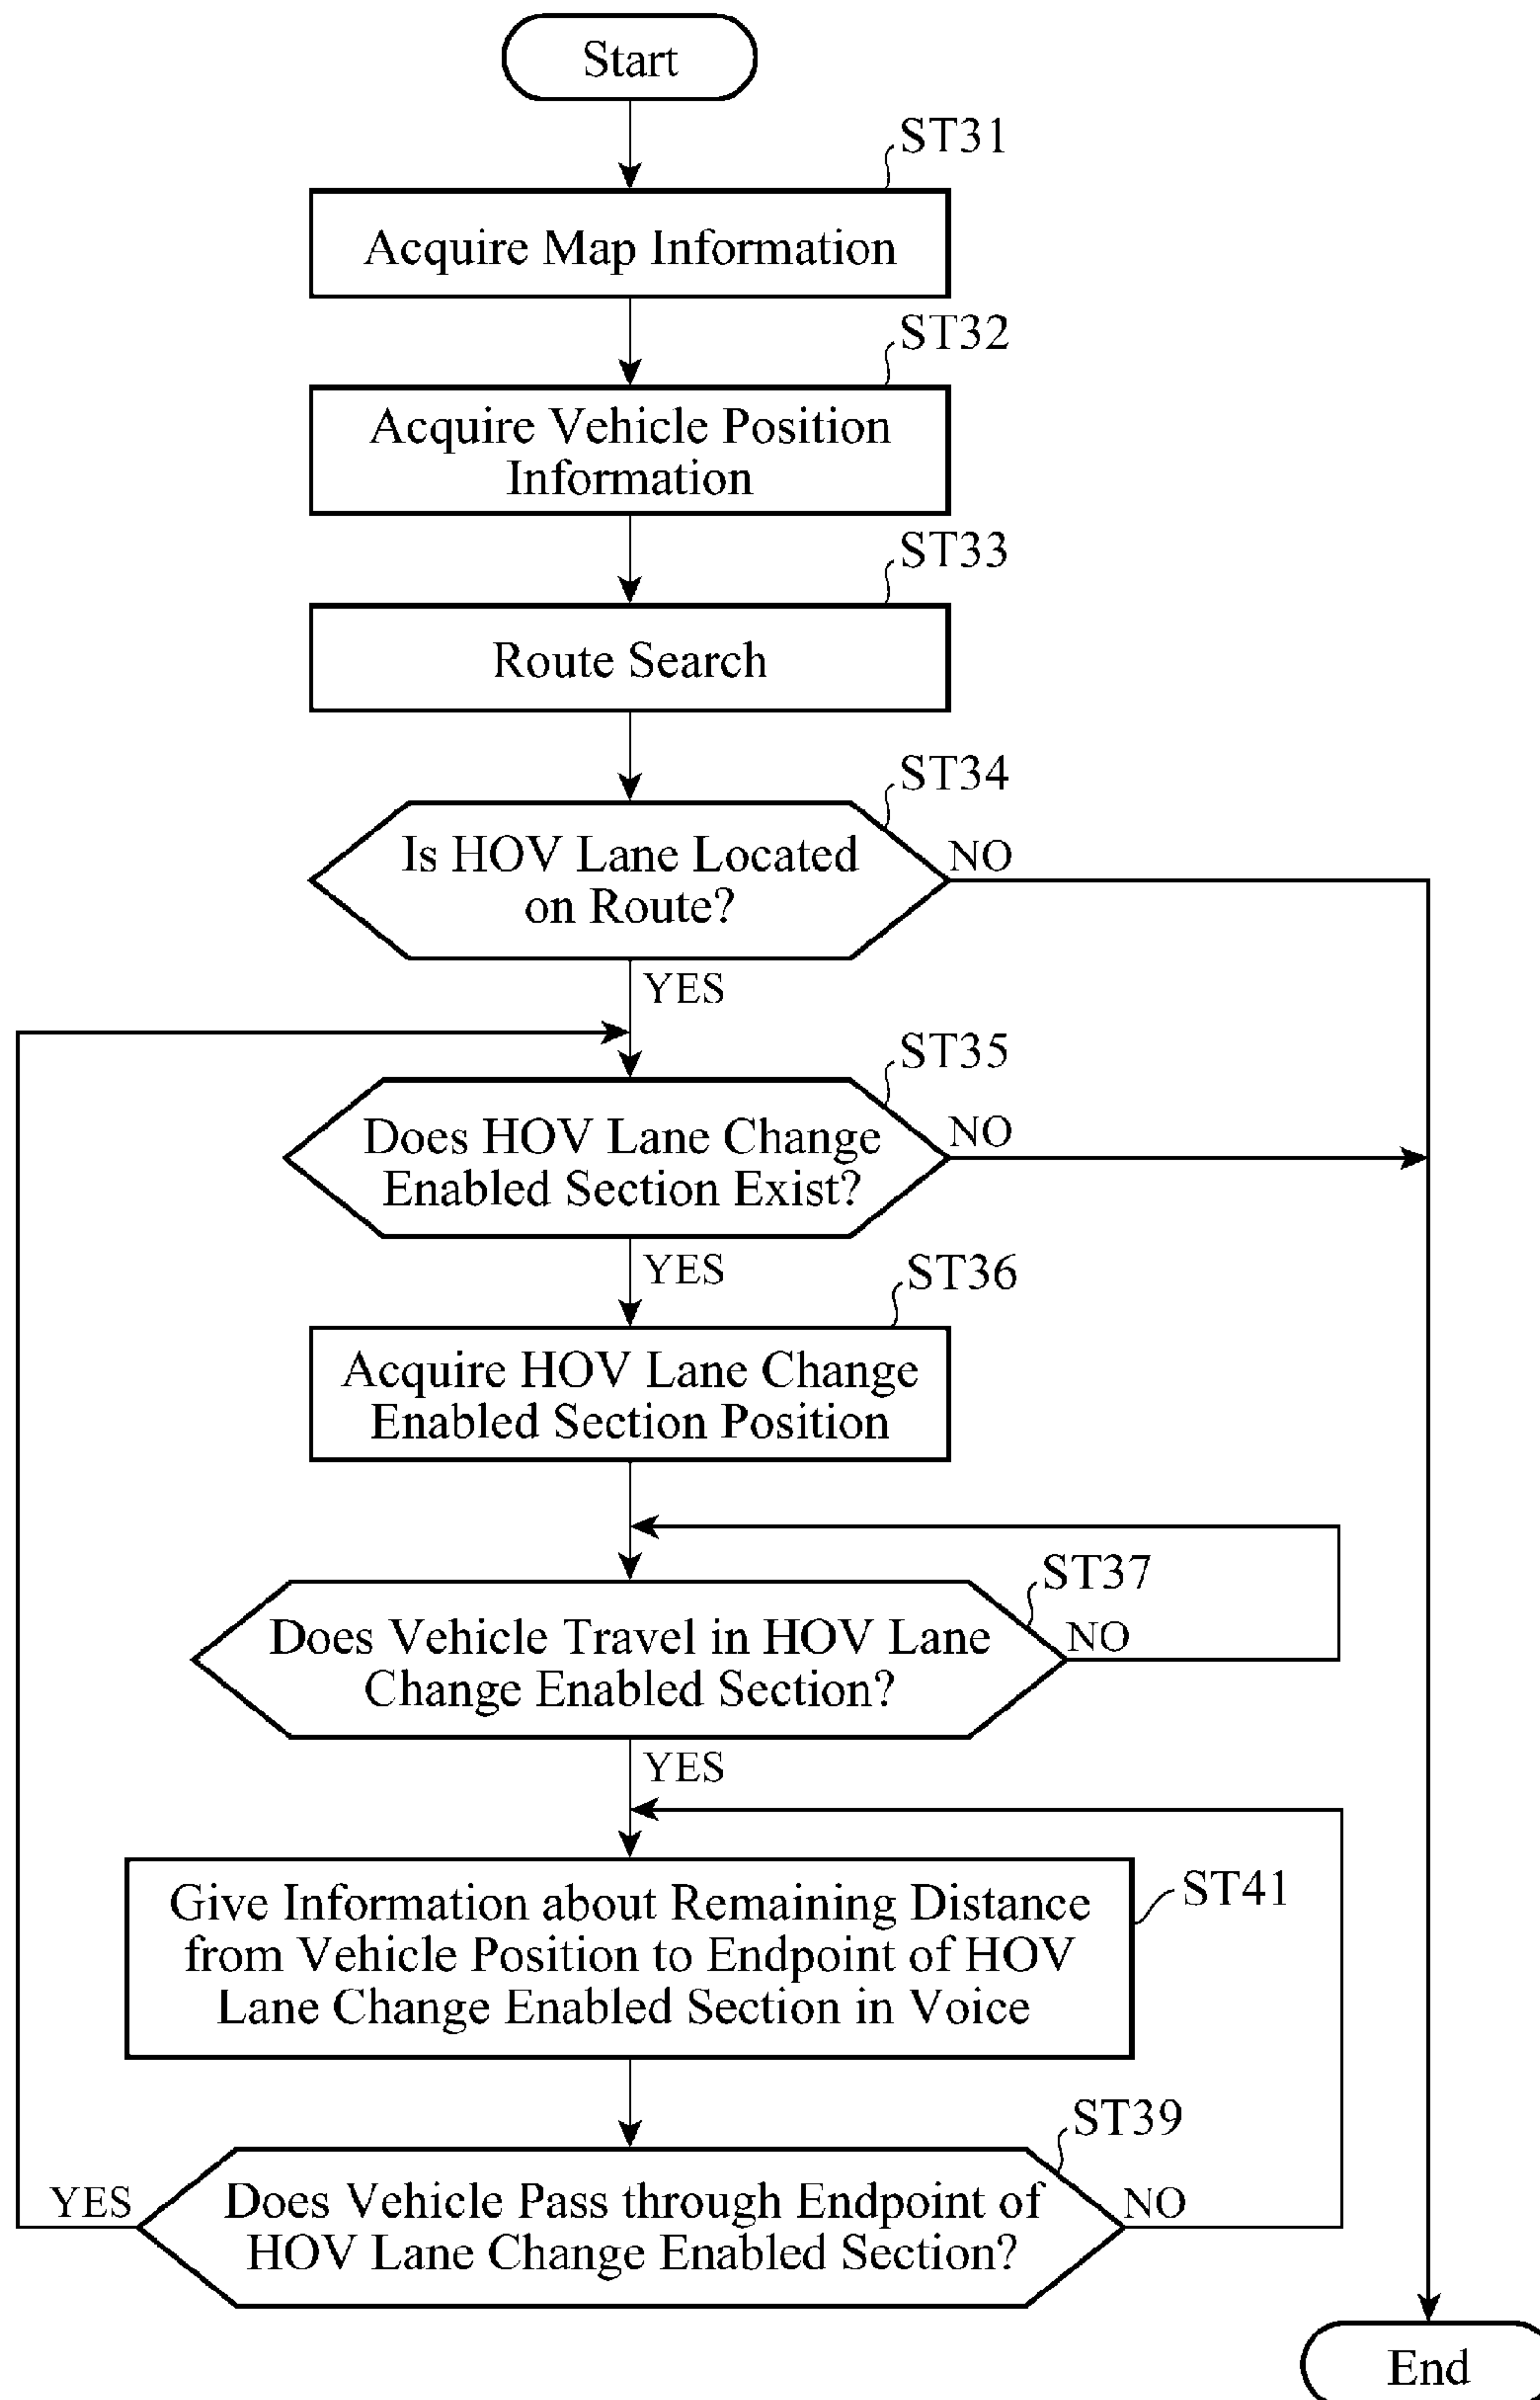 Start
ST31
Acquire Map Information
ST32
Acquire Vehicle Position
Information
ST33
Route Search
ST34
Is HOV Lane Located
on Route?
NO
YES
ST35
Does HOV Lane Change
Enabled Section Exist?
NO
YES
ST36
Acquire HOV Lane Change
Enabled Section Position
ST37
Does Vehicle Travel in HOV Lane
Change Enabled Section?
NO
YES
ST41
Give Information about Remaining Distance
from Vehicle Position to Endpoint of HOV
Lane Change Enabled Section in Voice
ST39
YES
Does Vehicle Pass through Endpoint of
HOV Lane Change Enabled Section?
NO
End